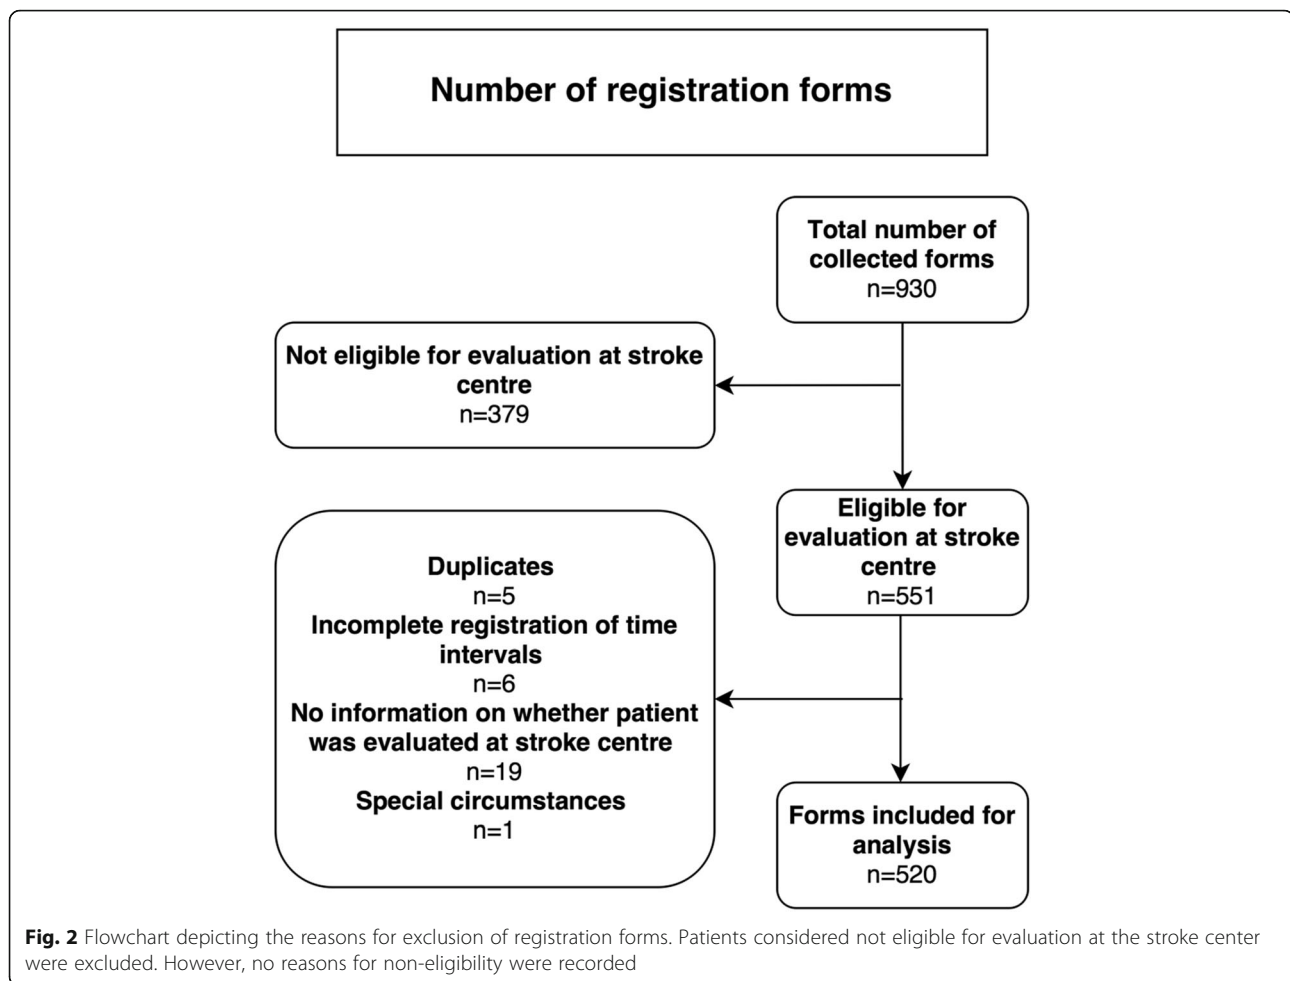 Number of registration forms
Total number of
collected forms
n=930
Not eligible for evaluation at stroke
centre
n=379
Eligible for
evaluation at stroke
centre
n=551
Duplicates
n=5
Incomplete registration of time
intervals
n=6
No information on whether patient
was evaluated at stroke centre
n=19
Special circumstances
n=1
Forms included for
analysis
n=520
Fig. 2 Flowchart depicting the reasons for exclusion of registration forms. Patients considered not eligible for evaluation at the stroke center
were excluded. However, no reasons for non-eligibility were recorded